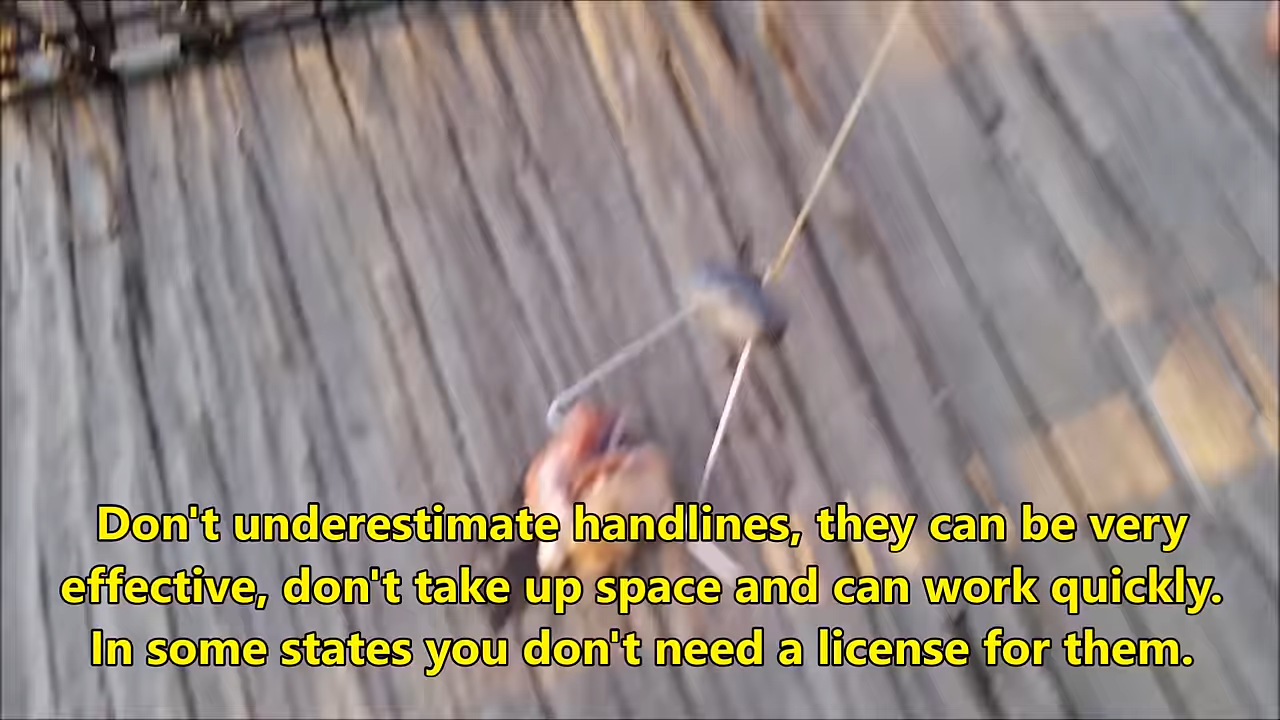 Don't underestimate handlines, they can be very
effective, don't take up space and can work quickly.
In some states you don't need a license for them.